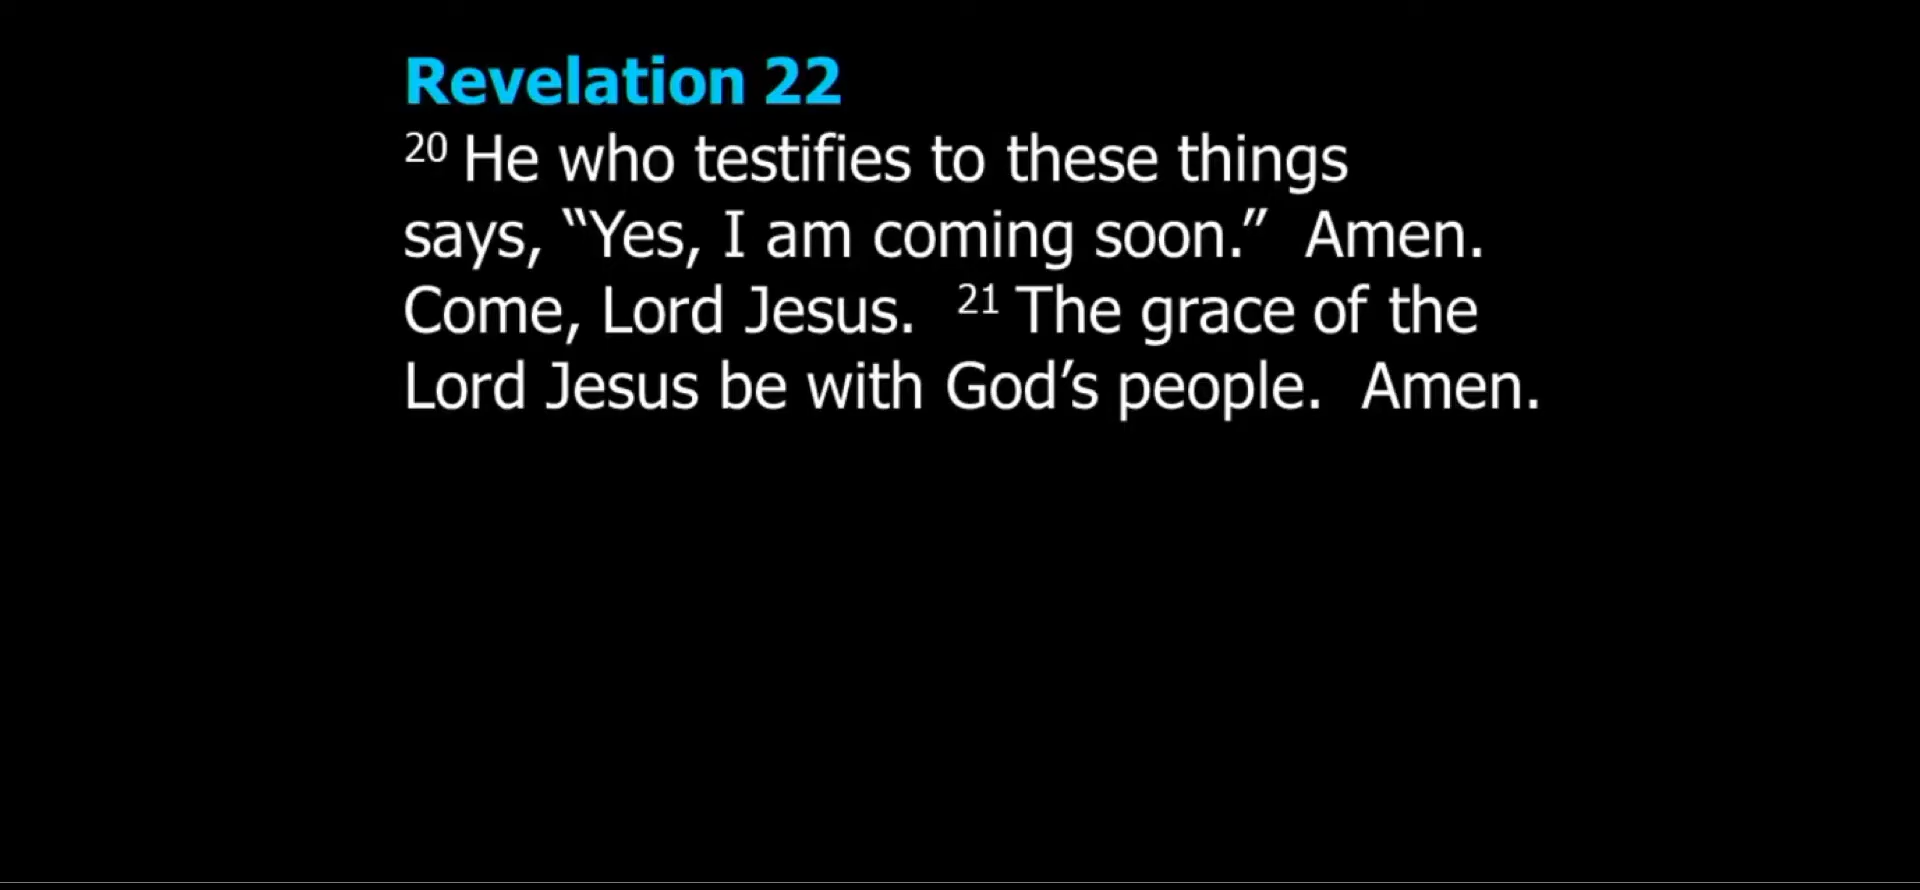 Revelation 22
20 He who testifies to these things
says, “Yes, I am coming soon.”  Amen.
Come, Lord Jesus.  21 The grace of the
Lord Jesus be with God’s people.  Amen.